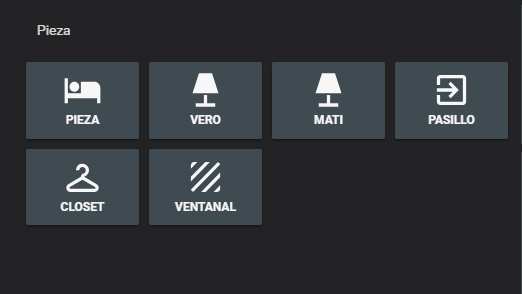 Pieza
PIEZA
VERO
MATI
PASILLO
CLOSET
VENTANAL